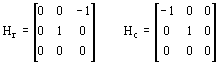 H_r = [ 0 0 -1 ; 0 1 0 ; 0 0 0 ]
H_c = [ -1 0 0 ; 0 1 0 ; 0 0 0 ]